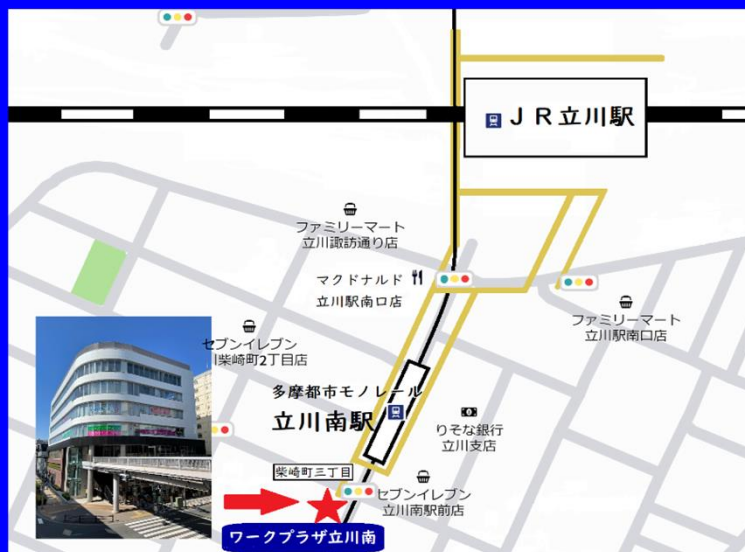 JR立川駅
ファミリーマート
立川諏訪通り店
マクドナルド
立川駅南口店
ファミリーマート
立川駅南口店
セブンイレブン
柴崎町2丁目店
多摩都市モノレール
立川南駅
りそな銀行
立川支店
柴崎町三丁目
セブンイレブン
立川南駅前店
ワークプラザ立川南